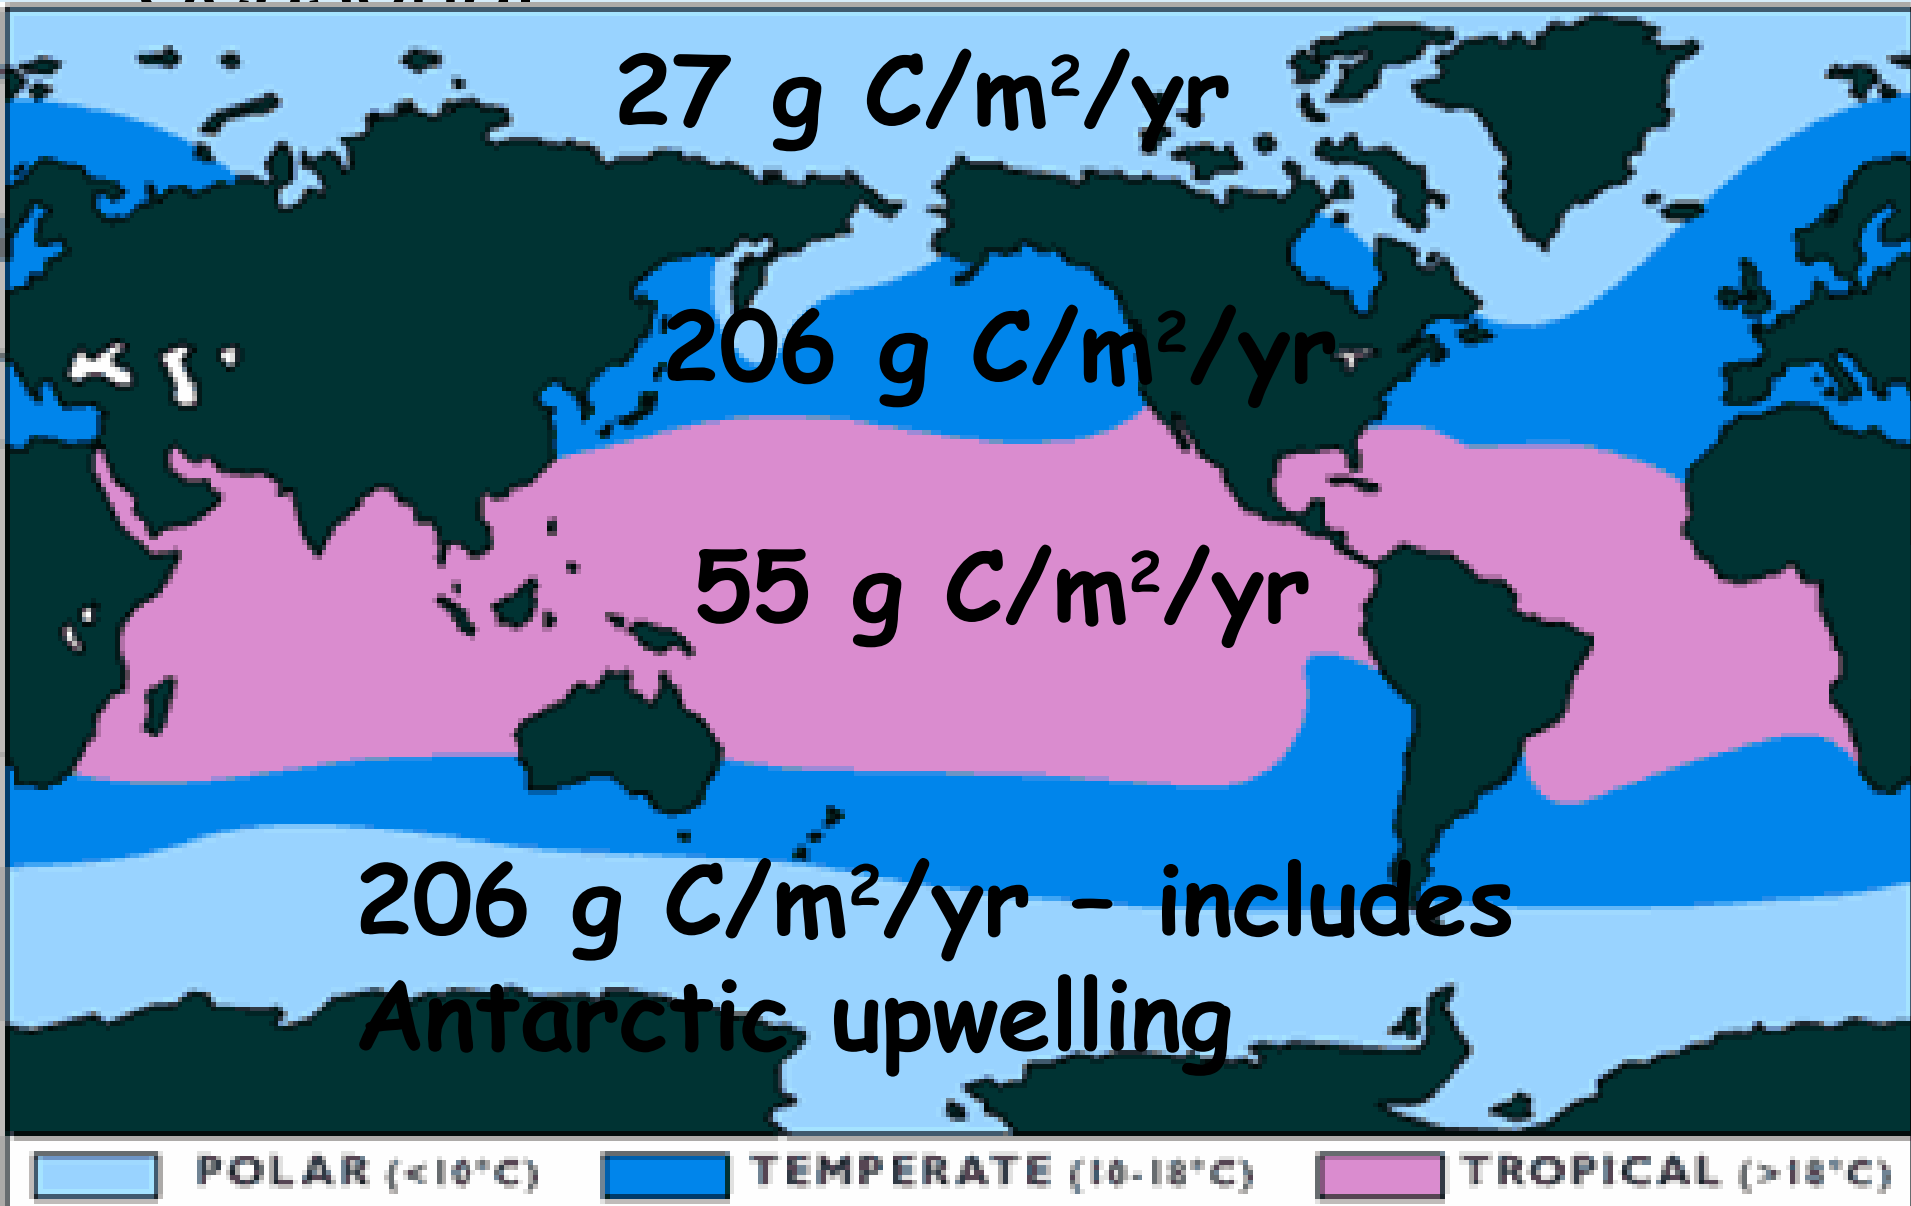 27 g C/m²/yr
206 g C/m²/yr
55 g C/m²/yr
206 g C/m²/yr – includes
Antarctic upwelling
POLAR (<10°C) TEMPERATE (10-18°C) TROPICAL (>18°C)